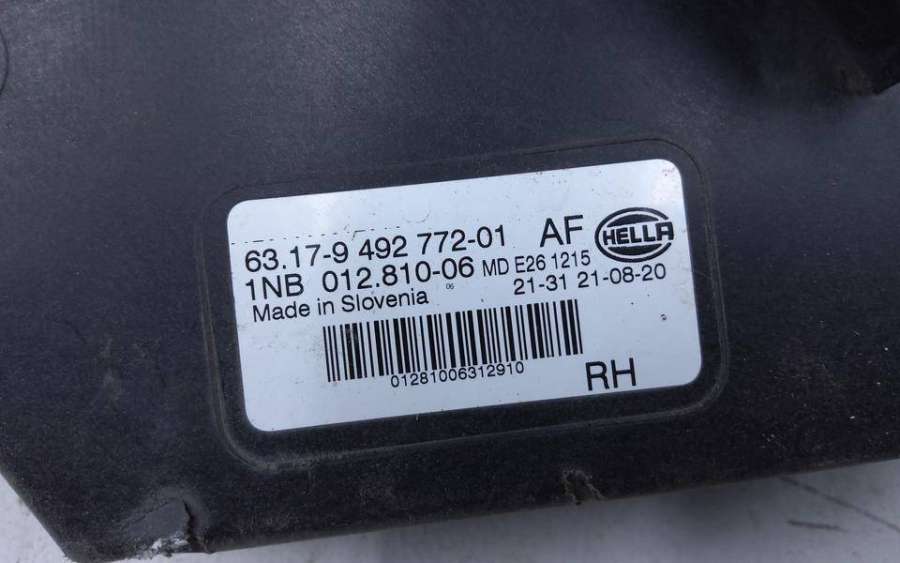 63.17-9 492 772-01 AF HELLA
1NB 012.810-06 MD E26 1215
Made in Slovenia 06 21-31 21-08-20
01281006312910
RH